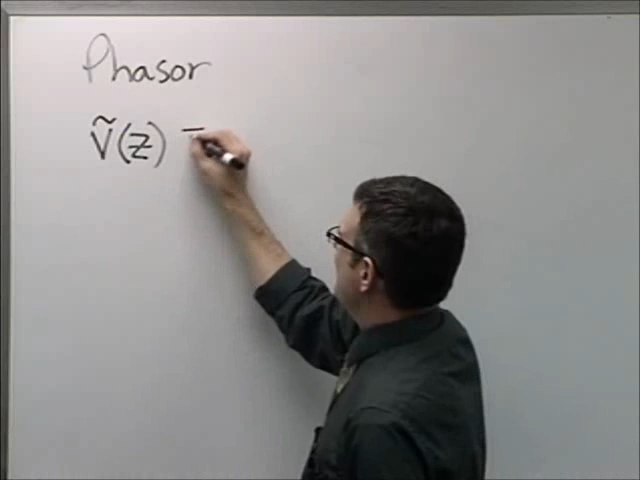 Phasor
Ṽ(z) =